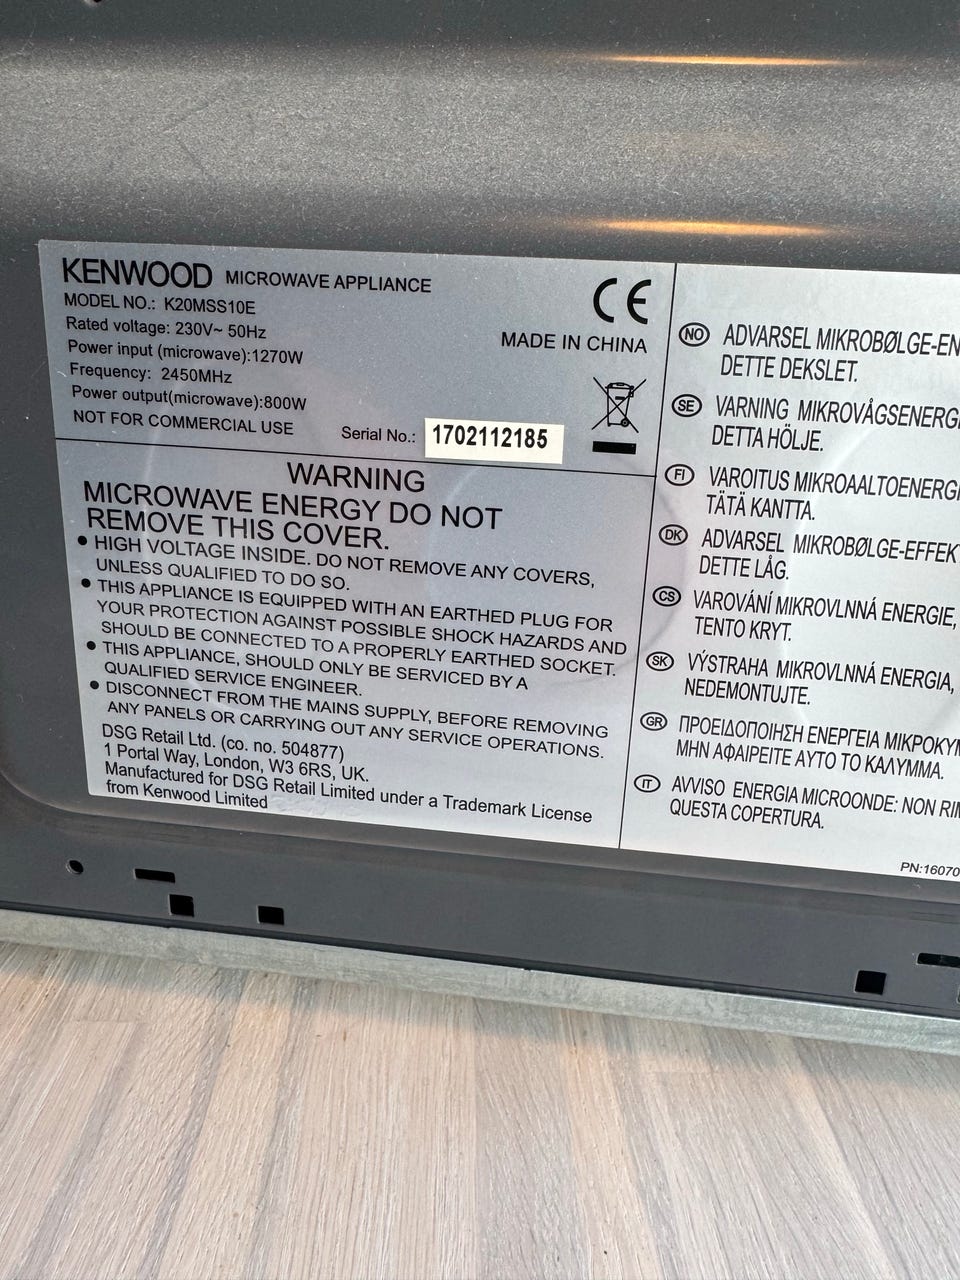 KENWOOD MICROWAVE APPLIANCE
MODEL NO.: K20MSS10E
Rated voltage: 230V~ 50Hz
Power input (microwave):1270W
Frequency: 2450MHz
Power output(microwave):800W
NOT FOR COMMERCIAL USE
CE
MADE IN CHINA
Serial No.: 1702112185
WARNING
MICROWAVE ENERGY DO NOT
REMOVE THIS COVER.
● HIGH VOLTAGE INSIDE. DO NOT REMOVE ANY COVERS,
UNLESS QUALIFIED TO DO SO.
● THIS APPLIANCE IS EQUIPPED WITH AN EARTHED PLUG FOR
YOUR PROTECTION AGAINST POSSIBLE SHOCK HAZARDS AND
SHOULD BE CONNECTED TO A PROPERLY EARTHED SOCKET.
● THIS APPLIANCE, SHOULD ONLY BE SERVICED BY A
QUALIFIED SERVICE ENGINEER.
● DISCONNECT FROM THE MAINS SUPPLY, BEFORE REMOVING
ANY PANELS OR CARRYING OUT ANY SERVICE OPERATIONS.
DSG Retail Ltd. (co. no. 504877)
1 Portal Way, London, W3 6RS, UK.
Manufactured for DSG Retail Limited under a Trademark License
from Kenwood Limited
NO ADVARSEL MIKROBØLGE-EN
DETTE DEKSLET.
SE VARNING MIKROVÅGSENERGI
DETTA HÖLJE.
FI VAROITUS MIKROAALTOENERGI
TÄTÄ KANTTA.
DK ADVARSEL MIKROBØLGE-EFFEK
DETTE LÅG.
CS VAROVÁNÍ MIKROVLNNÁ ENERGIE,
TENTO KRYT.
SK VÝSTRAHA MIKROVLNNÁ ENERGIA,
NEDEMONTUJTE.
GR ΠΡΟΕΙΔΟΠΟΙΗΣΗ ΕΝΕΡΓΕΙΑ ΜΙΚΡΟΚΥΜ
ΜΗΝ ΑΦΑΙΡΕΙΤΕ ΑΥΤΟ ΤΟ ΚΑΛΥΜΜΑ.
IT AVVISO ENERGIA MICROONDE: NON RIM
QUESTA COPERTURA.
PN:16070